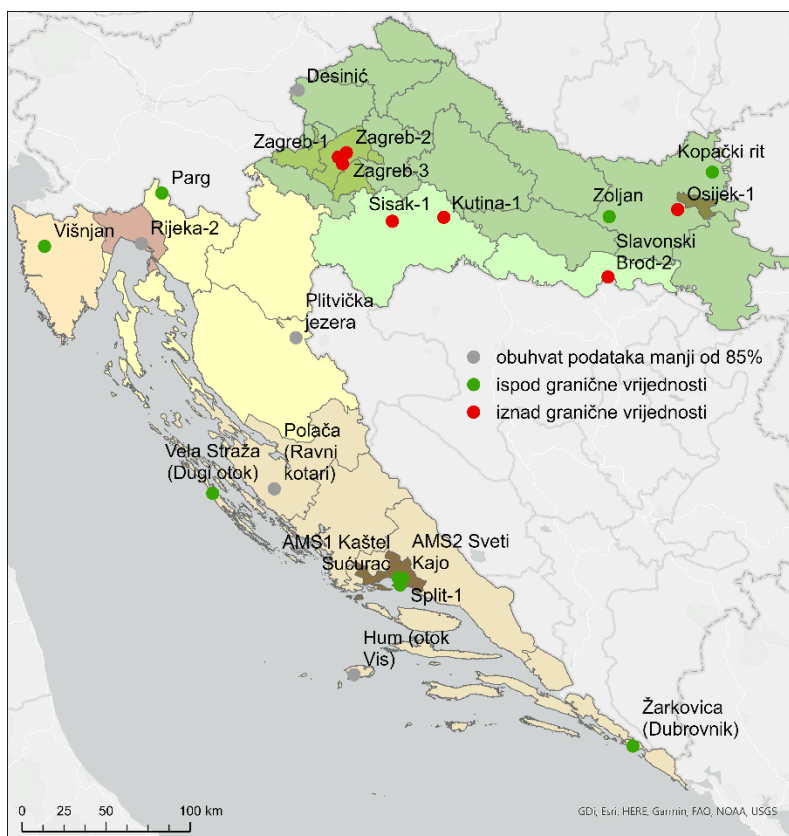 Desinić
Zagreb-1
Zagreb-2
Zagreb-3
Kopački rit
Parg
Osijek-1
Sisak-1
Kutina-1
Zoljan
Višnjan
Rijeka-2
Slavonski
Brod-2
Plitvička
jezera
obuhvat podataka manji od 85%
ispod granične vrijednosti
iznad granične vrijednosti
Polača
(Ravni
kotari)
Vela Straža
(Dugi otok)
AMS1 Kaštel
Sućurac
AMS2 Sveti
Kajo
Split-1
Hum (otok
Vis)
Žarkovica
(Dubrovnik)
0 25 50 100 km
GDi, Esri, HERE, Garmin, FAO, NOAA, USGS